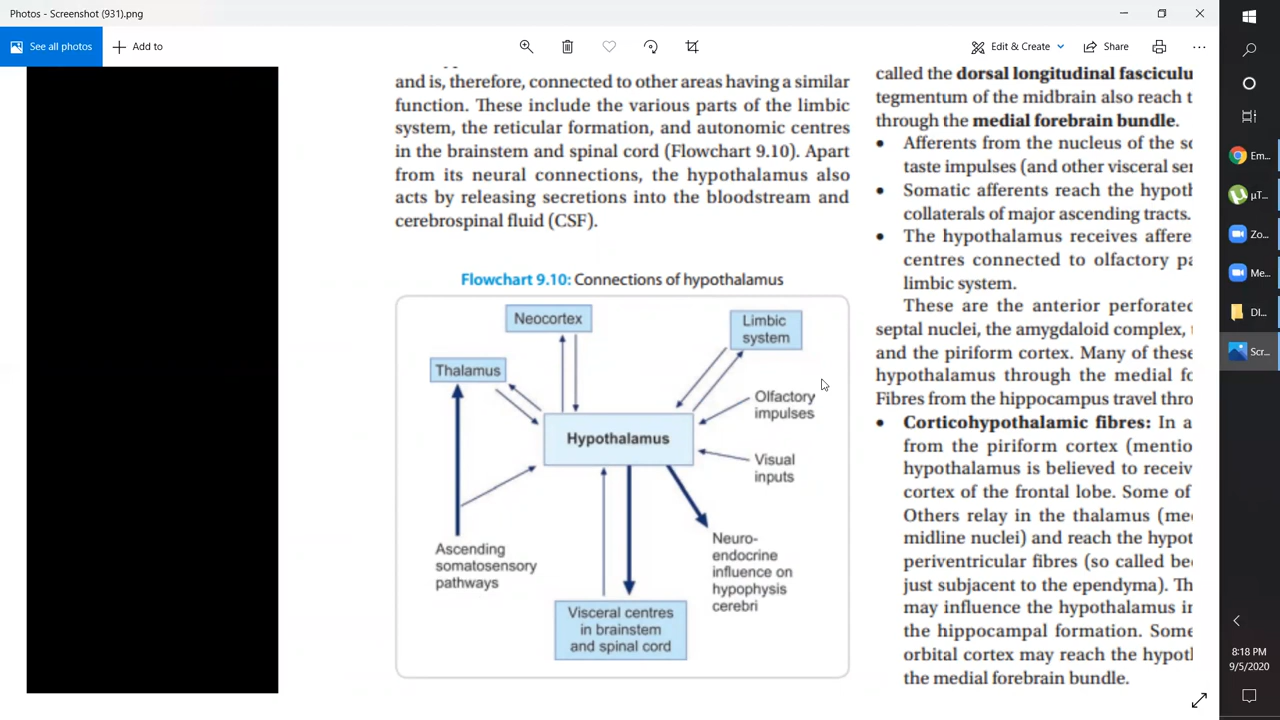 Photos - Screenshot (931).png
See all photos
Add to
Edit & Create
Share
and is, therefore, connected to other areas having a similar
function. These include the various parts of the limbic
system, the reticular formation, and autonomic centres
in the brainstem and spinal cord (Flowchart 9.10). Apart
from its neural connections, the hypothalamus also
acts by releasing secretions into the bloodstream and
cerebrospinal fluid (CSF).
Flowchart 9.10: Connections of hypothalamus
Neocortex
Limbic
system
Thalamus
Olfactory
impulses
Hypothalamus
Visual
inputs
Ascending
somatosensory
pathways
Neuro-
endocrine
influence on
hypophysis
cerebri
Visceral centres
in brainstem
and spinal cord
called the dorsal longitudinal fasciculu
tegmentum of the midbrain also reach t
through the medial forebrain bundle.
• Afferents from the nucleus of the so
taste impulses (and other visceral sen
• Somatic afferents reach the hypoth
collaterals of major ascending tracts.
• The hypothalamus receives affere
centres connected to olfactory pa
limbic system.
These are the anterior perforated
septal nuclei, the amygdaloid complex,
and the piriform cortex. Many of these
hypothalamus through the medial fo
Fibres from the hippocampus travel thro
• Corticohypothalamic fibres: In a
from the piriform cortex (mentio
hypothalamus is believed to receiv
cortex of the frontal lobe. Some of
Others relay in the thalamus (med
midline nuclei) and reach the hypot
periventricular fibres (so called bec
just subjacent to the ependyma). Th
may influence the hypothalamus in
the hippocampal formation. Some
orbital cortex may reach the hypoth
the medial forebrain bundle.
Em...
µT...
Zo...
Me...
DI...
Scr...
8:18 PM
9/5/2020